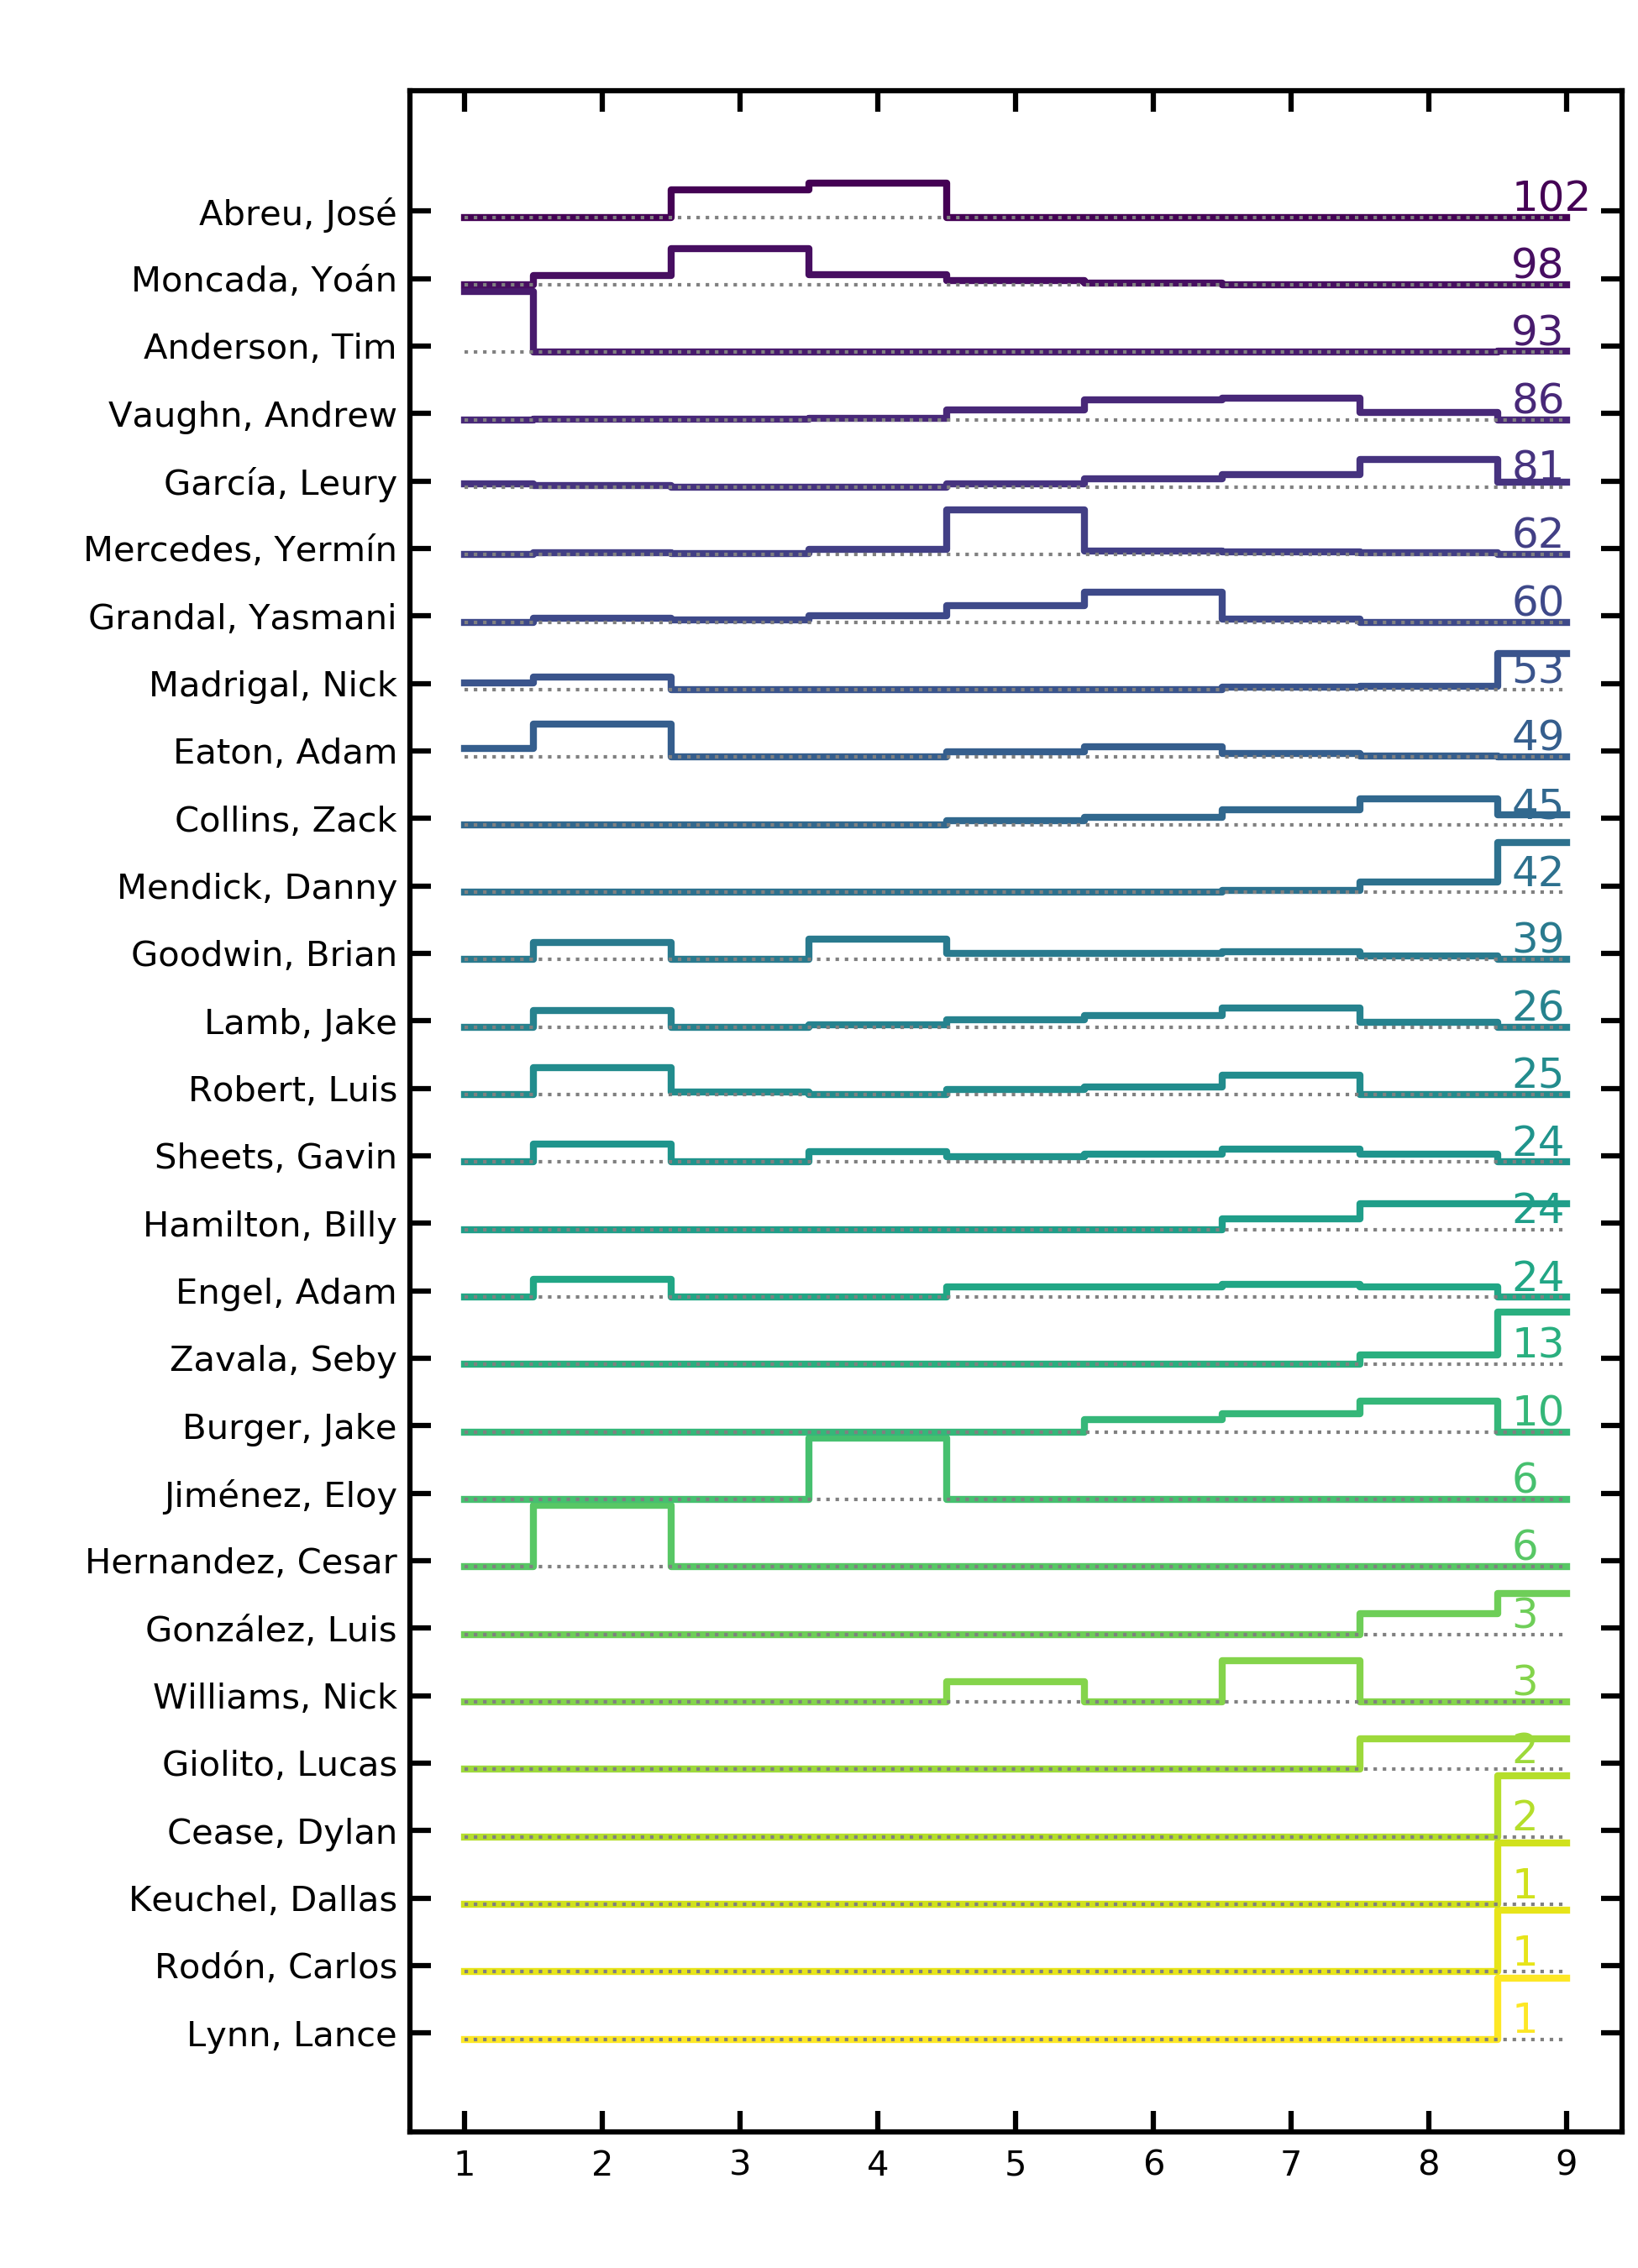 Abreu, José 102
Moncada, Yoán 98
Anderson, Tim 93
Vaughn, Andrew 86
García, Leury 81
Mercedes, Yermín 62
Grandal, Yasmani 60
Madrigal, Nick 53
Eaton, Adam 49
Collins, Zack 45
Mendick, Danny 42
Goodwin, Brian 39
Lamb, Jake 26
Robert, Luis 25
Sheets, Gavin 24
Hamilton, Billy 24
Engel, Adam 24
Zavala, Seby 13
Burger, Jake 10
Jiménez, Eloy 6
Hernandez, Cesar 6
González, Luis 3
Williams, Nick 3
Giolito, Lucas 2
Cease, Dylan 2
Keuchel, Dallas 1
Rodón, Carlos 1
Lynn, Lance 1
1 2 3 4 5 6 7 8 9